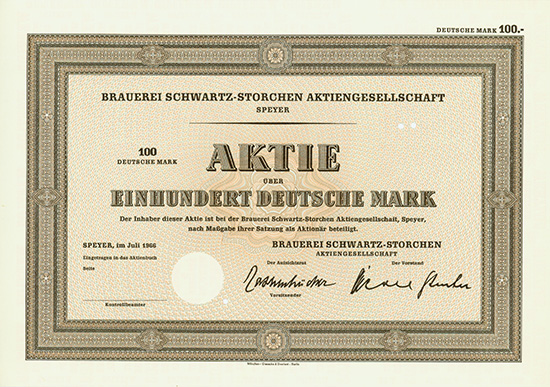 DEUTSCHE MARK 100.-
BRAUEREI SCHWARTZ-STORCHEN AKTIENGESELLSCHAFT
SPEYER
100
DEUTSCHE MARK
AKTIE
ÜBER
EINHUNDERT DEUTSCHE MARK
Der Inhaber dieser Aktie ist bei der Brauerei Schwartz-Storchen Aktiengesellschaft, Speyer,
nach Maßgabe ihrer Satzung als Aktionär beteiligt.
SPEYER, im Juli 1966
Eingetragen in das Aktienbuch
Seite
Kontrollbeamter
BRAUEREI SCHWARTZ-STORCHEN
AKTIENGESELLSCHAFT
Der Aufsichtsrat Der Vorstand
Vorsitzender